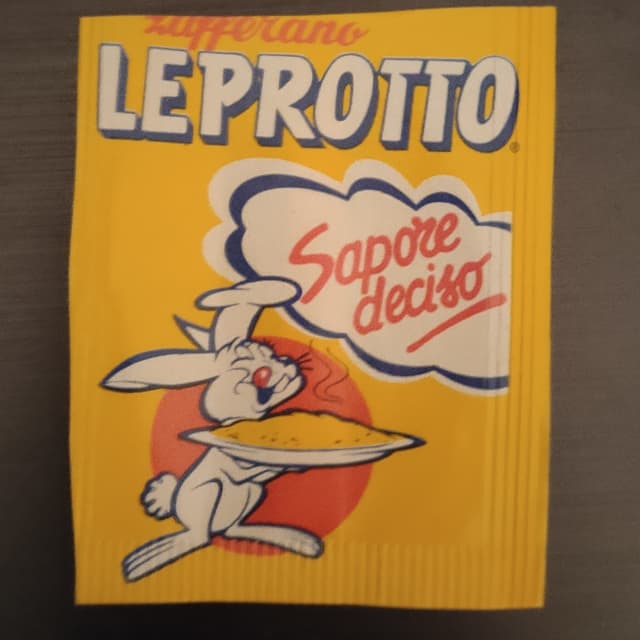 zafferano
LEPROTTO®
Sapore
deciso